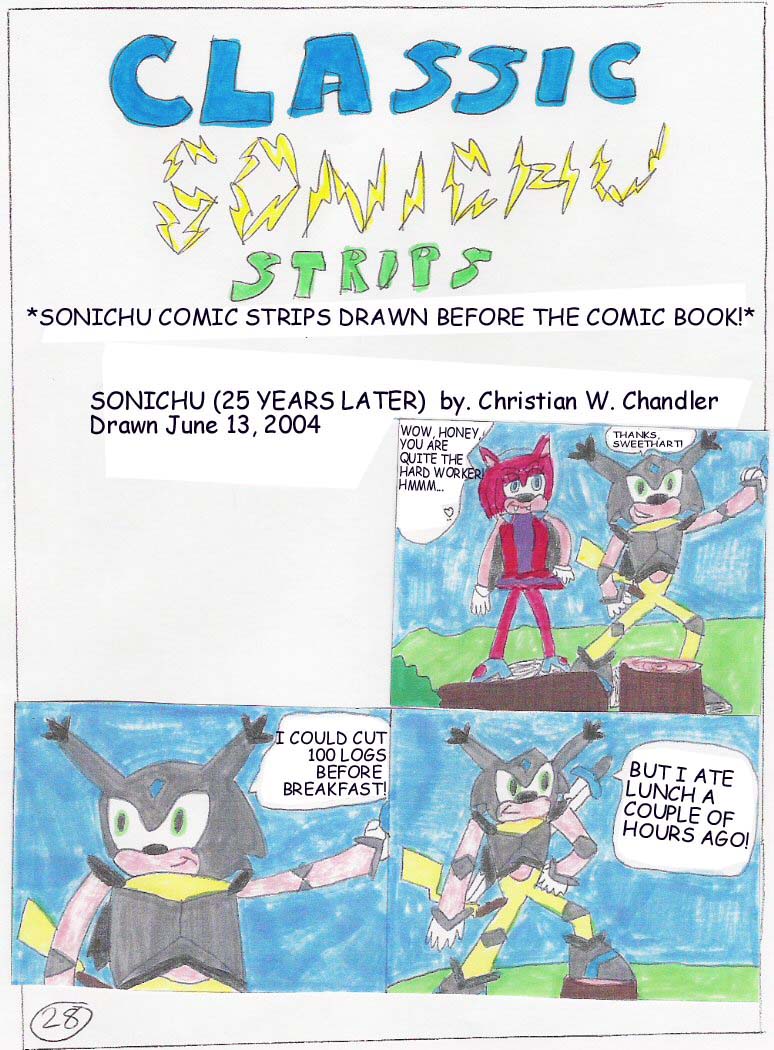 CLASSIC
SONICHU
STRIPS
*SONICHU COMIC STRIPS DRAWN BEFORE THE COMIC BOOK!*
SONICHU (25 YEARS LATER) by. Christian W. Chandler
Drawn June 13, 2004
WOW, HONEY,
YOU ARE
QUITE THE
HARD WORKER!
HMMM...
THANKS,
SWEETHART!
I COULD CUT
100 LOGS
BEFORE
BREAKFAST!
BUT I ATE
LUNCH A
COUPLE OF
HOURS AGO!
28